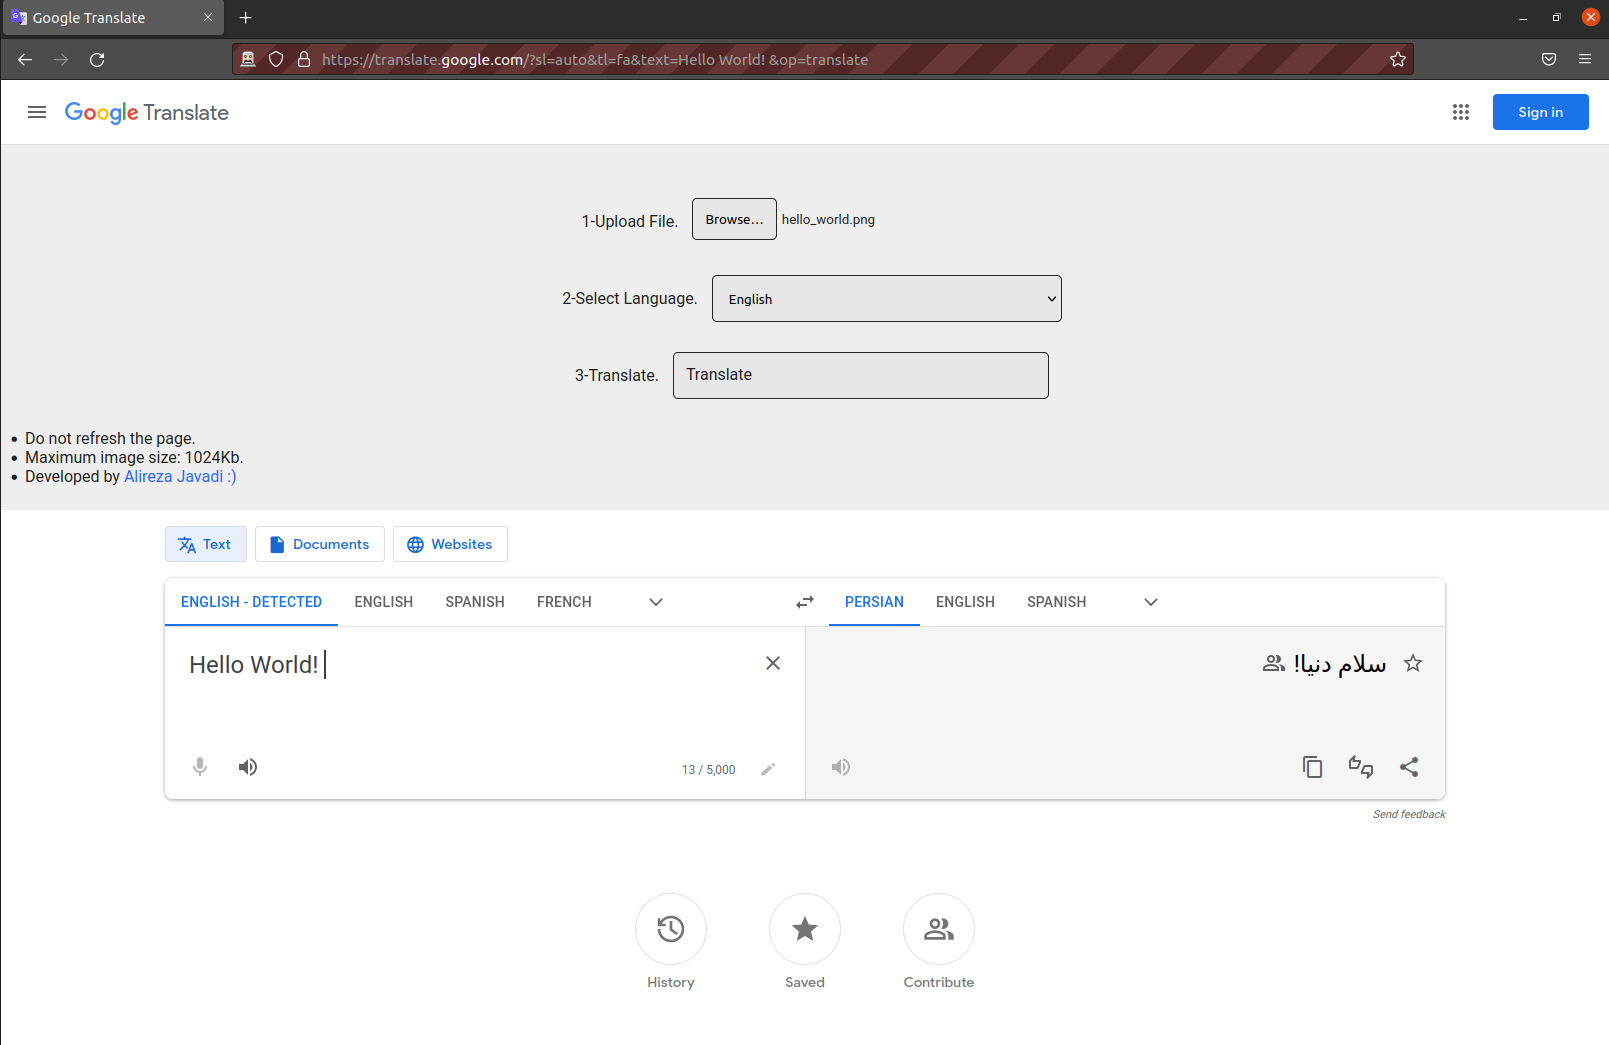 Google Translate
https://translate.google.com/?sl=auto&tl=fa&text=Hello World! &op=translate
Google Translate
Sign in
1-Upload File. Browse... hello_world.png
2-Select Language. English
3-Translate. Translate
• Do not refresh the page.
• Maximum image size: 1024Kb.
• Developed by Alireza Javadi :)
Text Documents Websites
ENGLISH - DETECTED ENGLISH SPANISH FRENCH PERSIAN ENGLISH SPANISH
Hello World!
سلام دنیا!
13 / 5,000
Send feedback
History Saved Contribute